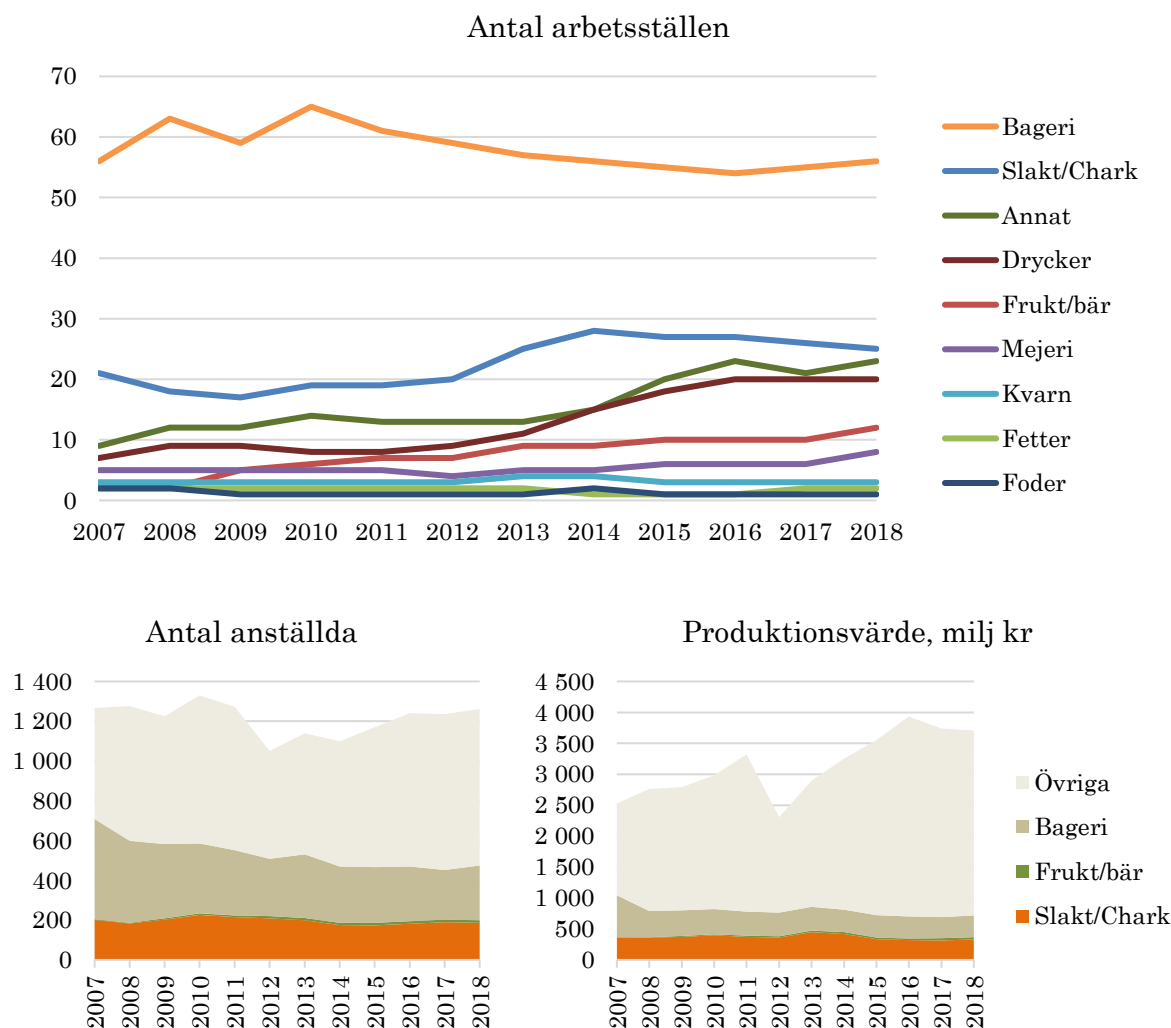 Antal arbetsställen
70
60
50
40
30
20
10
0
2007 2008 2009 2010 2011 2012 2013 2014 2015 2016 2017 2018
Bageri
Slakt/Chark
Annat
Drycker
Frukt/bär
Mejeri
Kvarn
Fetter
Foder
Antal anställda
1 400
1 200
1 000
800
600
400
200
0
2007 2008 2009 2010 2011 2012 2013 2014 2015 2016 2017 2018
Produktionsvärde, milj kr
4 500
4 000
3 500
3 000
2 500
2 000
1 500
1 000
500
0
2007 2008 2009 2010 2011 2012 2013 2014 2015 2016 2017 2018
Övriga
Bageri
Frukt/bär
Slakt/Chark